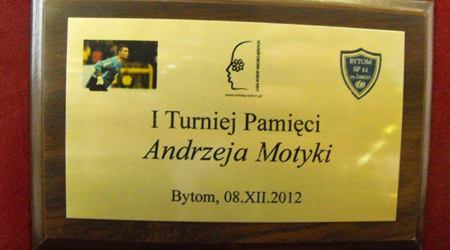 BYTOM
SP 44
I Turniej Pamięci
Andrzeja Motyki
Bytom, 08.XII.2012